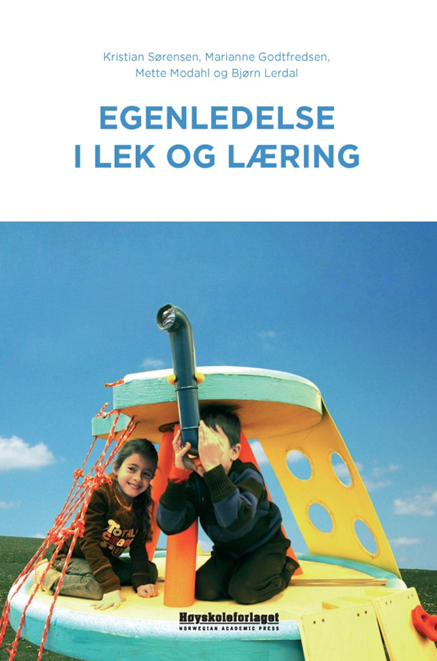 Kristian Sørensen, Marianne Godtfredsen,
Mette Modahl og Bjørn Lerdal
EGENLEDELSE
I LEK OG LÆRING
Høyskoleforlaget
NORWEGIAN ACADEMIC PRESS